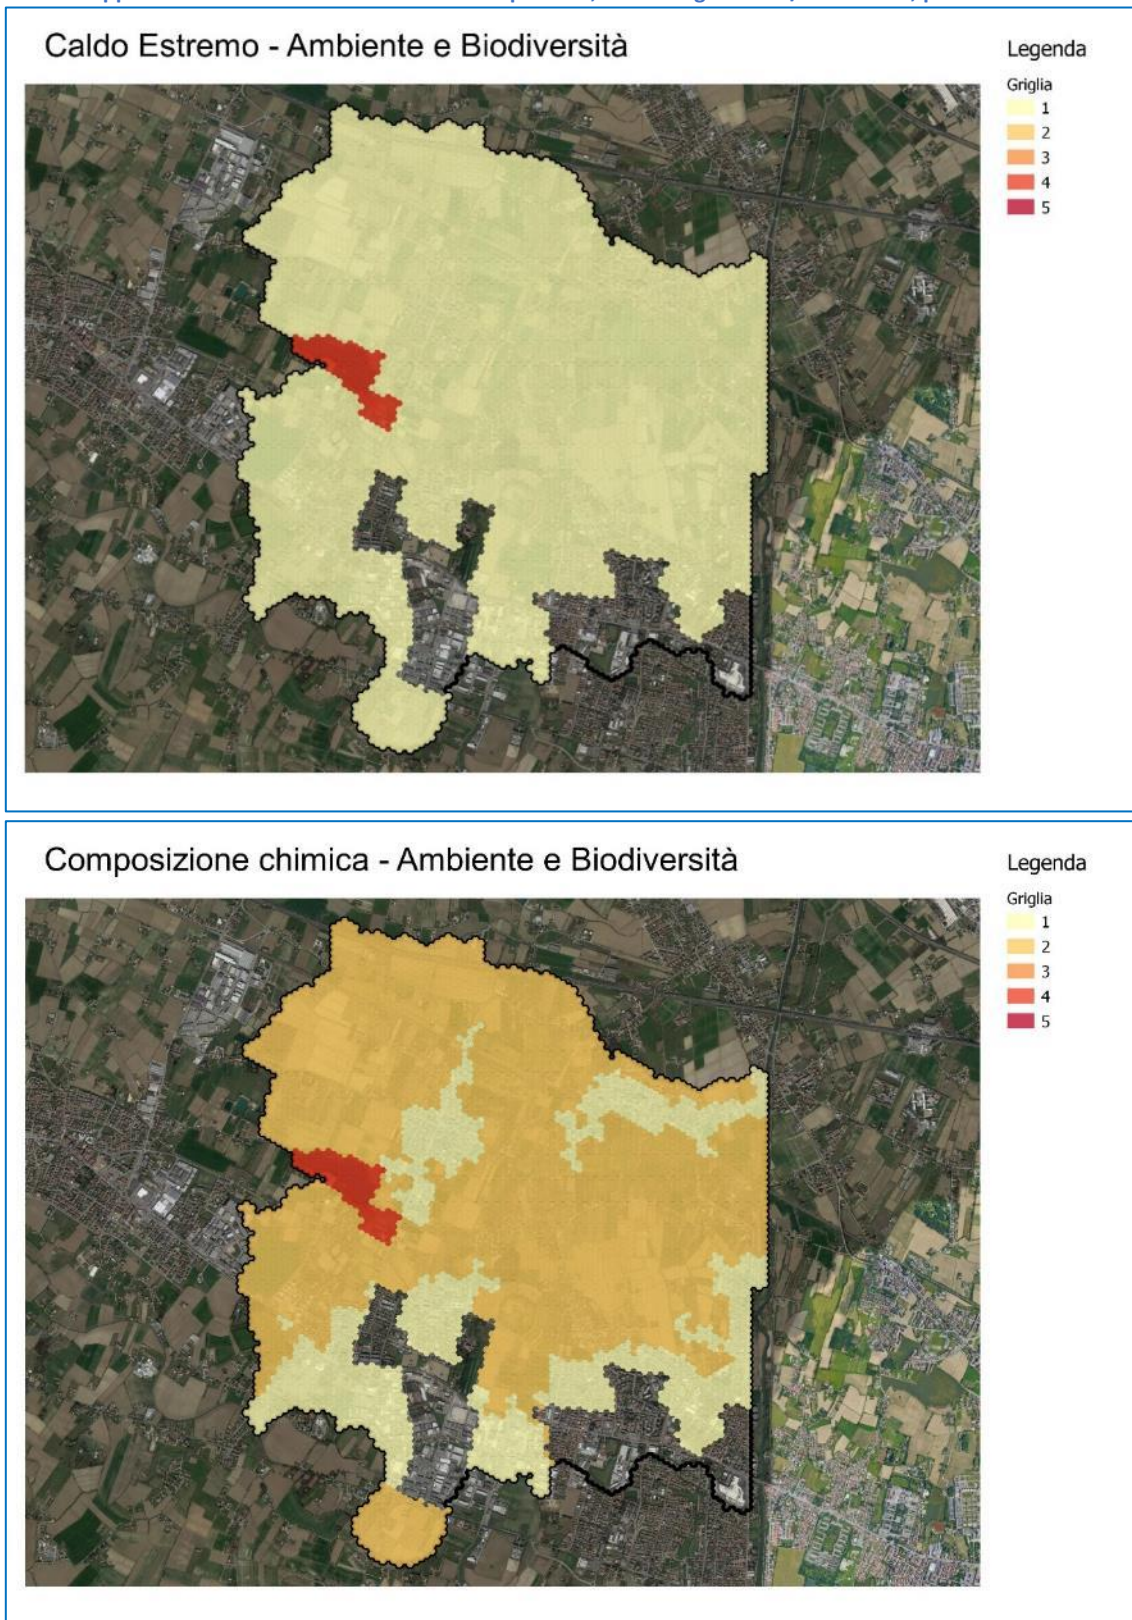 Caldo Estremo - Ambiente e Biodiversità
Legenda
Griglia
1
2
3
4
5
Composizione chimica - Ambiente e Biodiversità
Legenda
Griglia
1
2
3
4
5